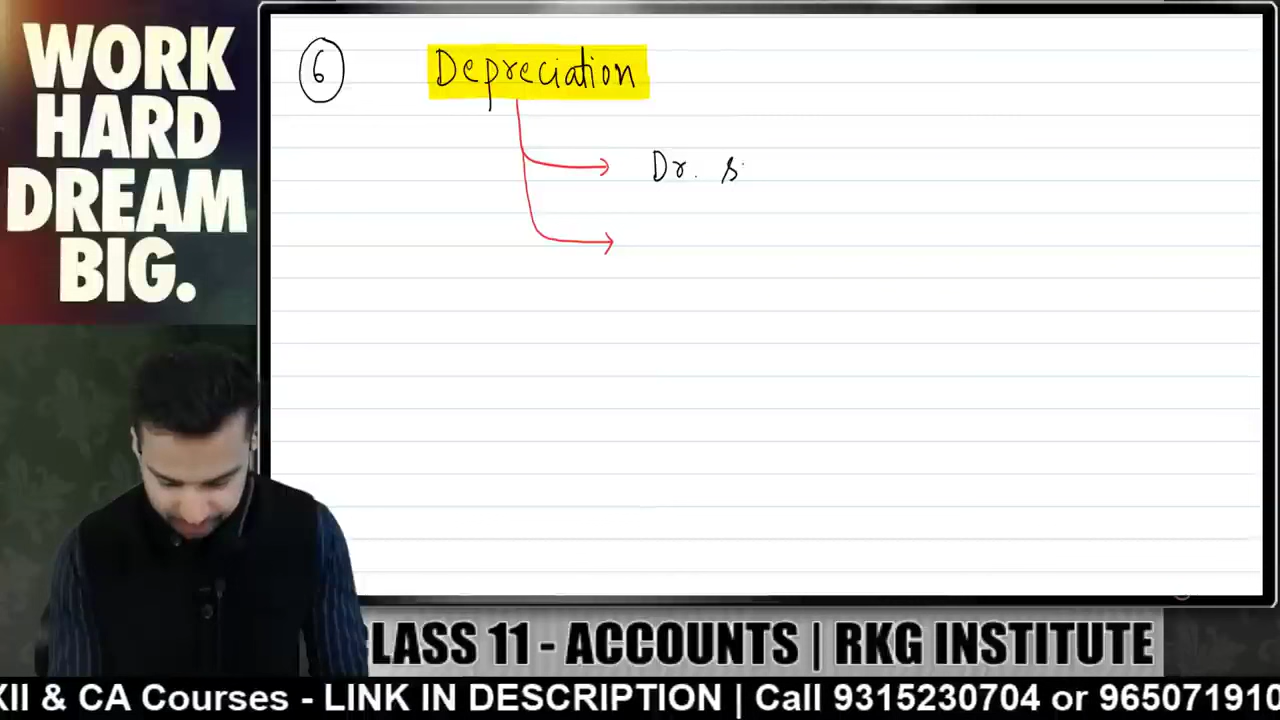 WORK
HARD
DREAM
BIG.
6 Depreciation
Dr. s
LASS 11 - ACCOUNTS | RKG INSTITUTE
XII & CA Courses - LINK IN DESCRIPTION | Call 9315230704 or 965071910